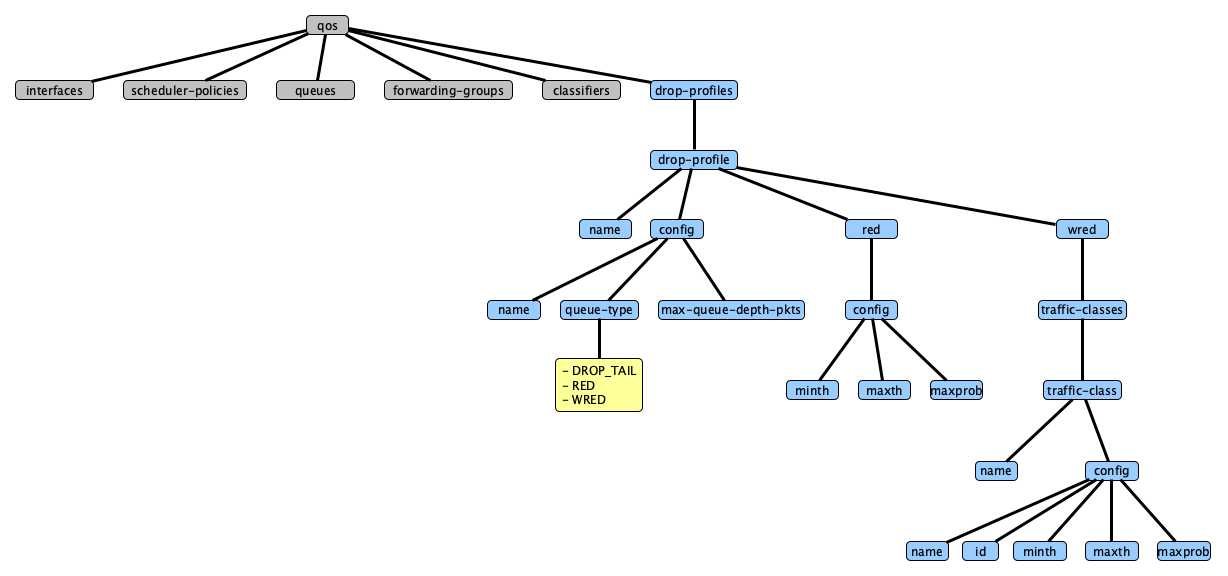 qos
interfaces
scheduler-policies
queues
forwarding-groups
classifiers
drop-profiles
drop-profile
name
config
red
wred
name
queue-type
max-queue-depth-pkts
config
traffic-classes
- DROP_TAIL
- RED
- WRED
minth
maxth
maxprob
traffic-class
name
config
name
id
minth
maxth
maxprob